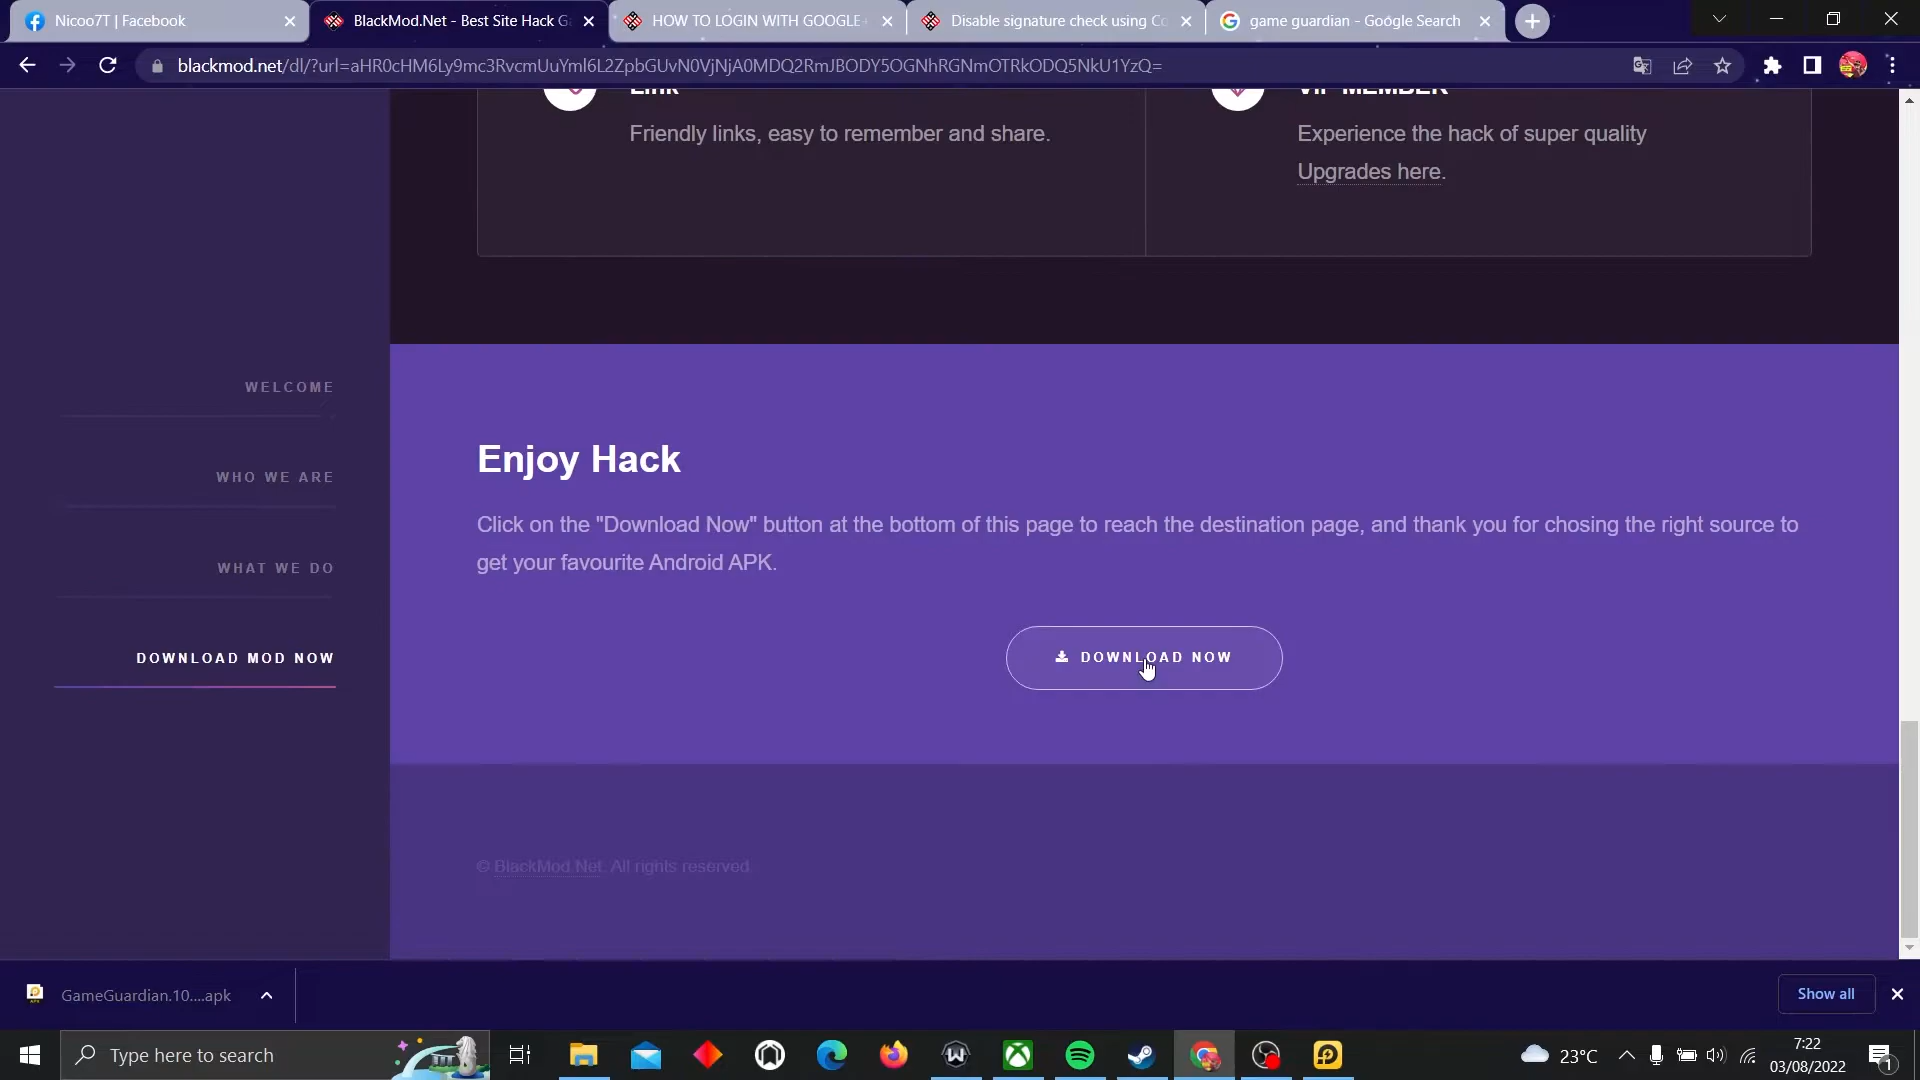 Nicoo7T | Facebook
BlackMod.Net - Best Site Hack G
HOW TO LOGIN WITH GOOGLE
Disable signature check using Co
game guardian - Google Search
blackmod.net/dl/?url=aHR0cHM6Ly9mc3RvcmUuYml6L2ZpbGUvN0VjNjA0MDQ2RmJBODY5OGNhRGNmOTRkODQ5NkU1YzQ=
Link
Friendly links, easy to remember and share.
VIP MEMBER
Experience the hack of super quality
Upgrades here.
WELCOME
WHO WE ARE
WHAT WE DO
DOWNLOAD MOD NOW
Enjoy Hack
Click on the "Download Now" button at the bottom of this page to reach the destination page, and thank you for chosing the right source to
get your favourite Android APK.
DOWNLOAD NOW
© BlackMod.Net. All rights reserved.
GameGuardian.10....apk
Show all
Type here to search
23°C
7:22
03/08/2022
1